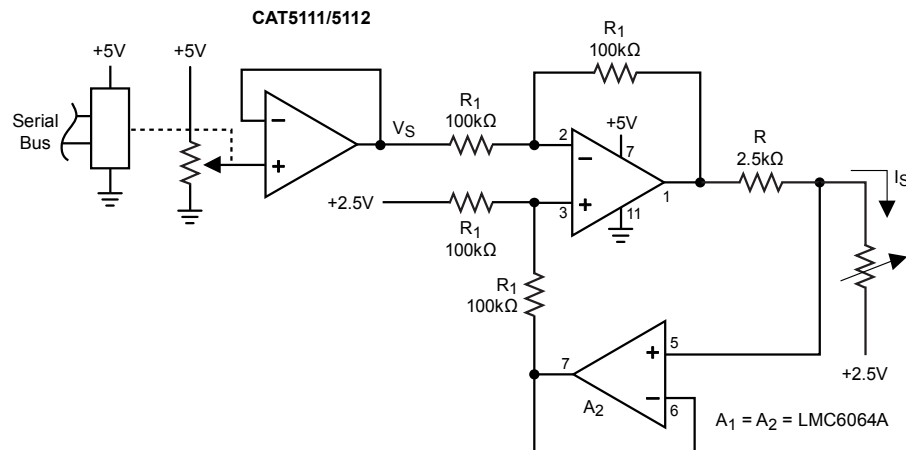 CAT5111/5112
+5V
+5V
Serial
Bus
–
+
VS
R1
100kΩ
R1
100kΩ
+5V
7
2
–
3
+
1
11
R
2.5kΩ
IS
+2.5V
R1
100kΩ
R1
100kΩ
+2.5V
7
5
+
–
6
A2
A1 = A2 = LMC6064A